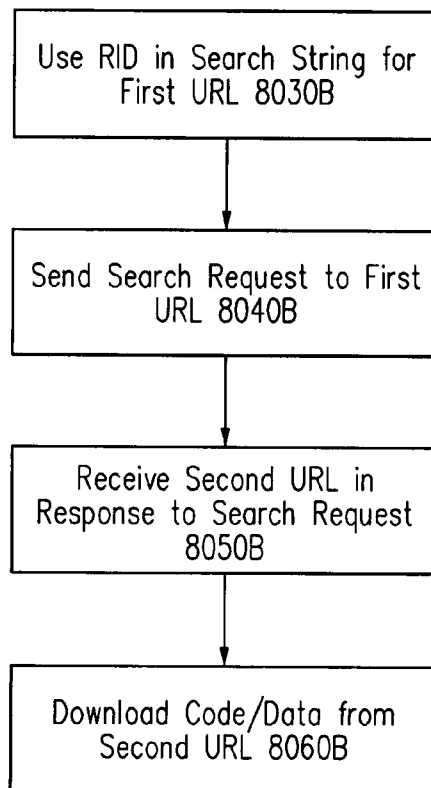 Use RID in Search String for
First URL 8030B
Send Search Request to First
URL 8040B
Receive Second URL in
Response to Search Request
8050B
Download Code/Data from
Second URL 8060B